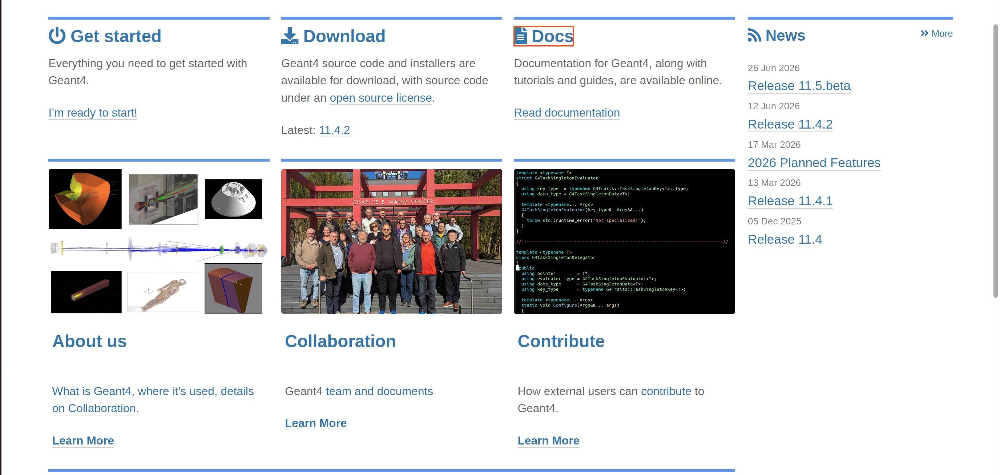 Get started
Everything you need to get started with
Geant4.
I’m ready to start!
Download
Geant4 source code and installers are
available for download, with source code
under an open source license.
Latest: 11.4.2
Docs
Documentation for Geant4, along with
tutorials and guides, are available online.
Read documentation
News
More
26 Jun 2026
Release 11.5.beta
12 Jun 2026
Release 11.4.2
17 Mar 2026
2026 Planned Features
13 Mar 2026
Release 11.4.1
05 Dec 2025
Release 11.4
CHARLES B. WANG CENTER
template <typename T>
struct G4TaskSingletonEvaluator
{
using key_type = typename G4Traits::TaskSingletonKey<T>::type;
using data_type = G4TaskSingletonData<T>;
template <typename... Args>
G4TaskSingletonEvaluator(key_type&, Args&&...)
{
throw std::runtime_error("Not specialized!");
}
};
//----------------------------------------------------------------------------//
template <typename T>
class G4TaskSingletonDelegator
{
public:
using pointer = T*;
using evaluator_type = G4TaskSingletonEvaluator<T>;
using data_type = G4TaskSingletonData<T>;
using key_type = typename G4Traits::TaskSingletonKey<T>;
template <typename... Args>
static void Configure(Args&&... args)
{
About us
What is Geant4, where it’s used, details
on Collaboration.
Learn More
Collaboration
Geant4 team and documents
Learn More
Contribute
How external users can contribute to
Geant4.
Learn More